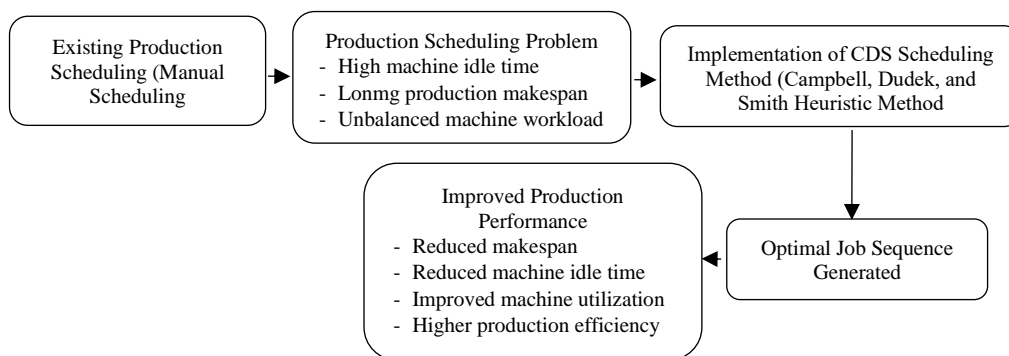 Existing Production
Scheduling (Manual
Scheduling
Production Scheduling Problem
- High machine idle time
- Lonmg production makespan
- Unbalanced machine workload
Implementation of CDS Scheduling
Method (Campbell, Dudek, and
Smith Heuristic Method
Optimal Job Sequence
Generated
Improved Production
Performance
- Reduced makespan
- Reduced machine idle time
- Improved machine utilization
- Higher production efficiency